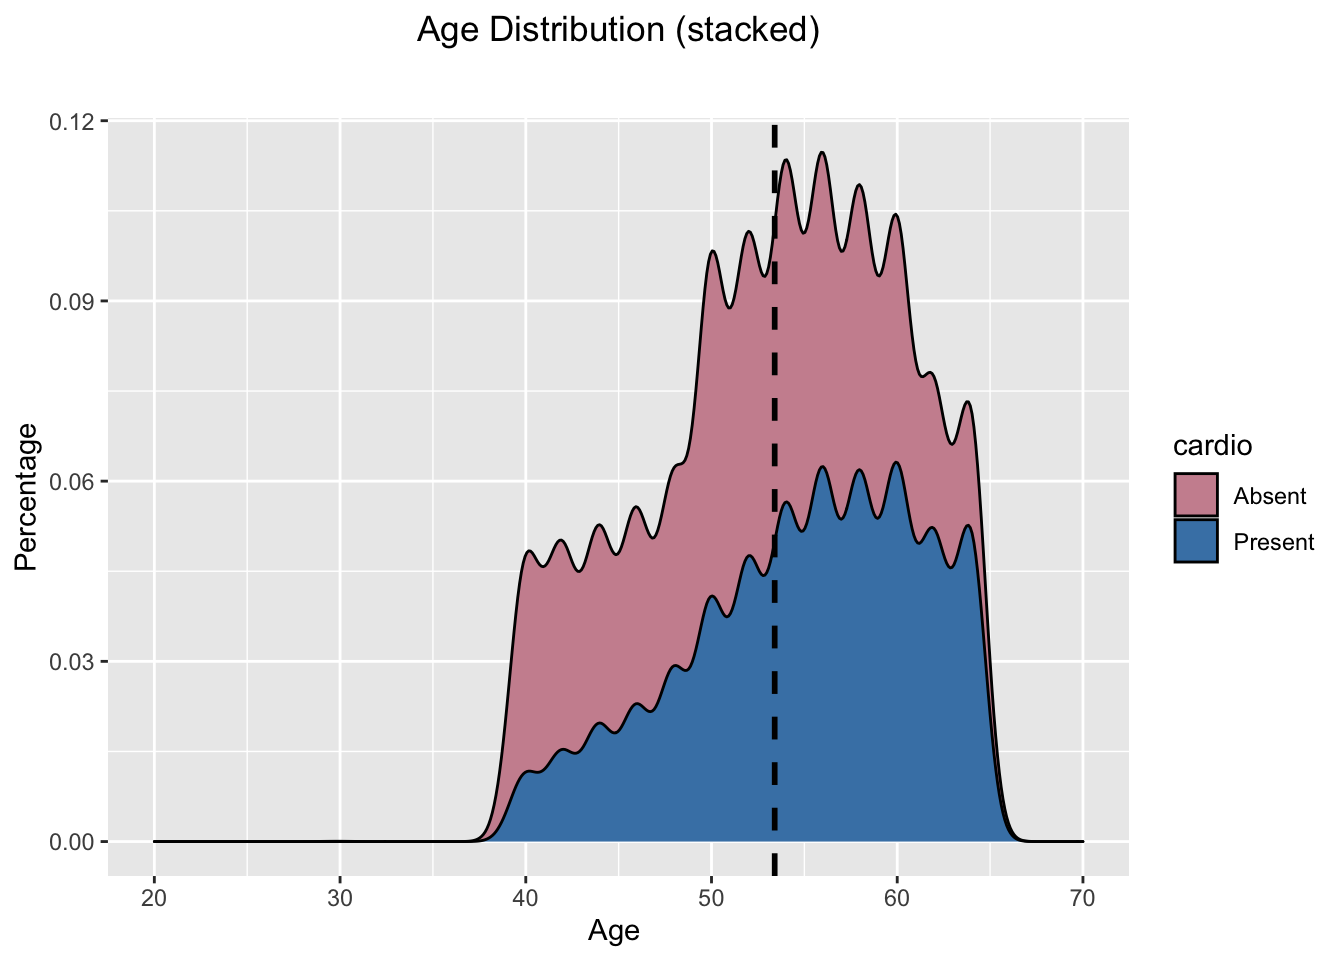 Age Distribution (stacked)
0.12
0.09
0.06
0.03
0.00
Percentage
20 30 40 50 60 70
Age
cardio
Absent
Present